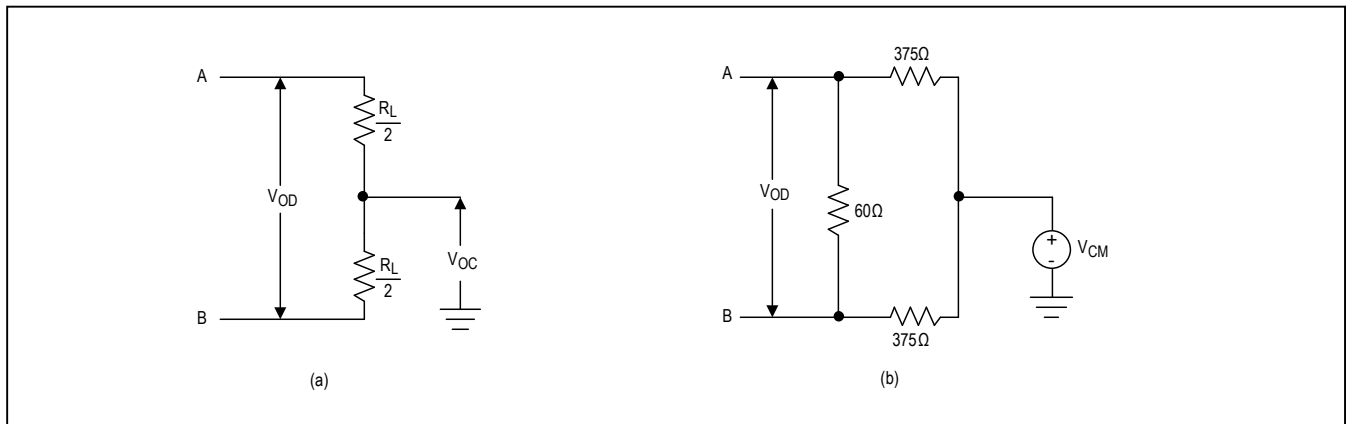 A
R_L
2
V_OD
V_OC
R_L
2
B
(a)
375Ω
A
V_OD
60Ω
+
-
V_CM
B
375Ω
(b)